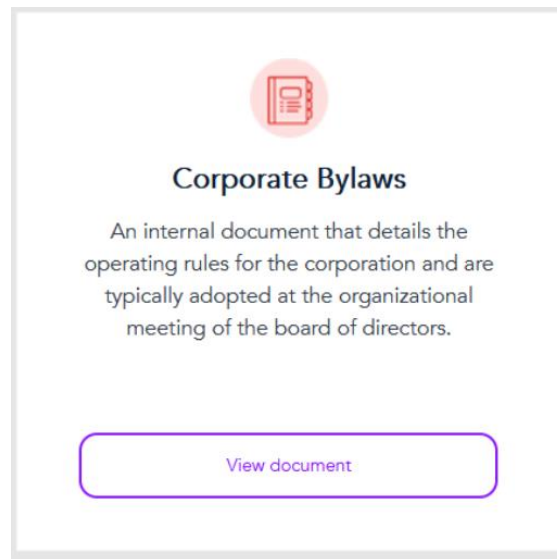 Corporate Bylaws
An internal document that details the
operating rules for the corporation and are
typically adopted at the organizational
meeting of the board of directors.
View document